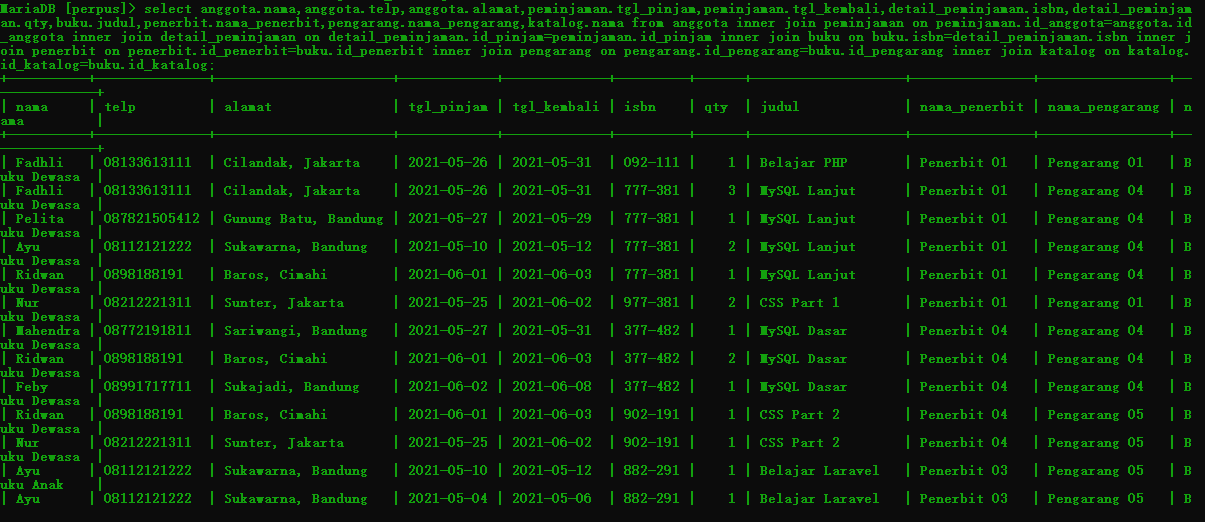 MariaDB [perpus]> select anggota.nama,anggota.telp,anggota.alamat,peminjaman.tgl_pinjam,peminjaman.tgl_kembali,detail_peminjaman.isbn,detail_peminjam
an.qty,buku.judul,penerbit.nama_penerbit,pengarang.nama_pengarang,katalog.nama from anggota inner join peminjaman on peminjaman.id_anggota=anggota.id
_anggota inner join detail_peminjaman on detail_peminjaman.id_pinjam=peminjaman.id_pinjam inner join buku on buku.isbn=detail_peminjaman.isbn inner j
oin penerbit on penerbit.id_penerbit=buku.id_penerbit inner join pengarang on pengarang.id_pengarang=buku.id_pengarang inner join katalog on katalog.
id_katalog=buku.id_katalog;
| nama | telp | alamat | tgl_pinjam | tgl_kembali | isbn | qty | judul | nama_penerbit | nama_pengarang | n
ama |
| Fadhli | 08133613111 | Cilandak, Jakarta | 2021-05-26 | 2021-05-31 | 092-111 | 1 | Belajar PHP | Penerbit 01 | Pengarang 01 | B
uku Dewasa |
| Fadhli | 08133613111 | Cilandak, Jakarta | 2021-05-26 | 2021-05-31 | 777-381 | 3 | MySQL Lanjut | Penerbit 01 | Pengarang 04 | B
uku Dewasa |
| Pelita | 087821505412 | Gunung Batu, Bandung | 2021-05-27 | 2021-05-29 | 777-381 | 1 | MySQL Lanjut | Penerbit 01 | Pengarang 04 | B
uku Dewasa |
| Ayu | 08112121222 | Sukawarna, Bandung | 2021-05-10 | 2021-05-12 | 777-381 | 2 | MySQL Lanjut | Penerbit 01 | Pengarang 04 | B
uku Dewasa |
| Ridwan | 0898188191 | Baros, Cimahi | 2021-06-01 | 2021-06-03 | 777-381 | 1 | MySQL Lanjut | Penerbit 01 | Pengarang 04 | B
uku Dewasa |
| Nur | 08212221311 | Sunter, Jakarta | 2021-05-25 | 2021-06-02 | 977-381 | 2 | CSS Part 1 | Penerbit 01 | Pengarang 01 | B
uku Dewasa |
| Mahendra | 08772191811 | Sariwangi, Bandung | 2021-05-27 | 2021-05-31 | 377-482 | 1 | MySQL Dasar | Penerbit 04 | Pengarang 04 | B
uku Dewasa |
| Ridwan | 0898188191 | Baros, Cimahi | 2021-06-01 | 2021-06-03 | 377-482 | 2 | MySQL Dasar | Penerbit 04 | Pengarang 04 | B
uku Dewasa |
| Feby | 08991717711 | Sukajadi, Bandung | 2021-06-02 | 2021-06-08 | 377-482 | 1 | MySQL Dasar | Penerbit 04 | Pengarang 04 | B
uku Dewasa |
| Ridwan | 0898188191 | Baros, Cimahi | 2021-06-01 | 2021-06-03 | 902-191 | 1 | CSS Part 2 | Penerbit 04 | Pengarang 05 | B
uku Dewasa |
| Nur | 08212221311 | Sunter, Jakarta | 2021-05-25 | 2021-06-02 | 902-191 | 1 | CSS Part 2 | Penerbit 04 | Pengarang 05 | B
uku Dewasa |
| Ayu | 08112121222 | Sukawarna, Bandung | 2021-05-10 | 2021-05-12 | 882-291 | 1 | Belajar Laravel | Penerbit 03 | Pengarang 05 | B
uku Anak |
| Ayu | 08112121222 | Sukawarna, Bandung | 2021-05-04 | 2021-05-06 | 882-291 | 1 | Belajar Laravel | Penerbit 03 | Pengarang 05 | B